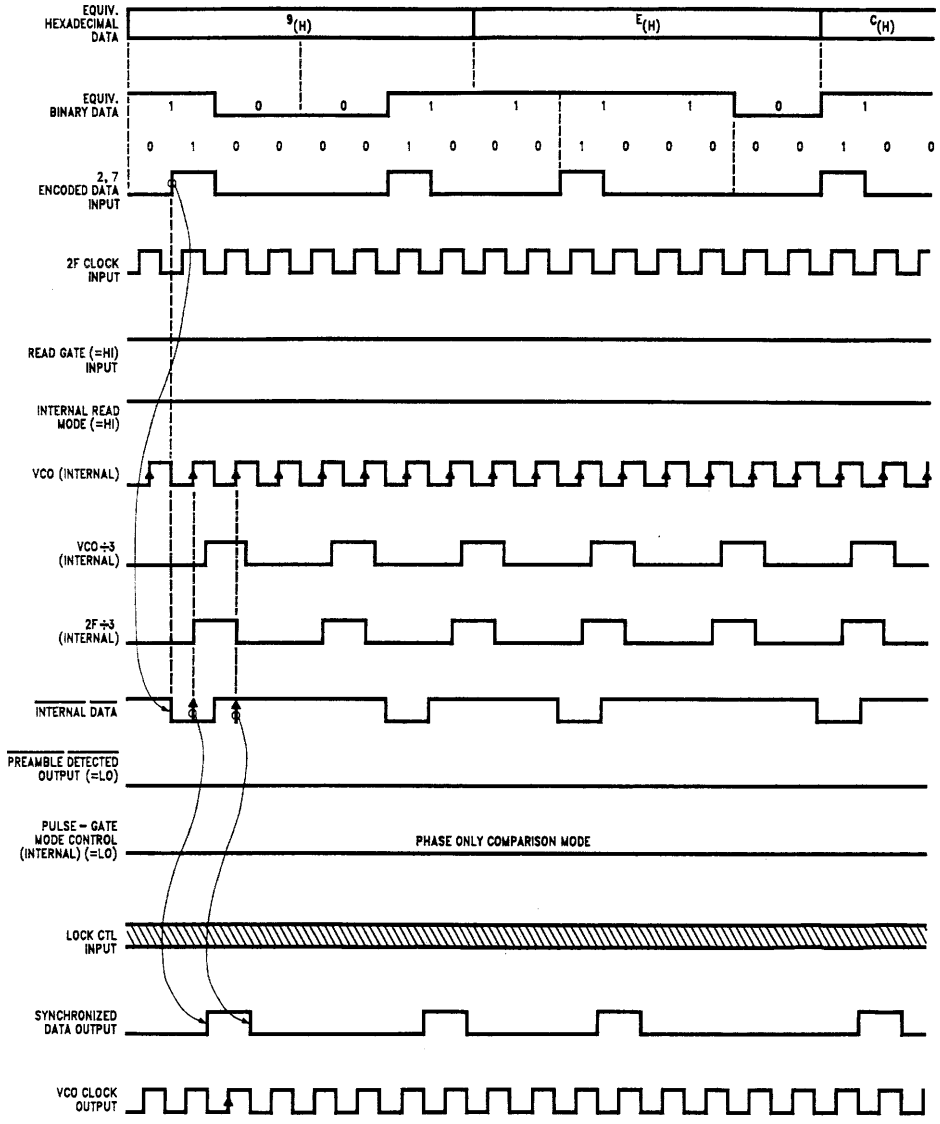 EQUIV.
HEXADECIMAL
DATA
9(H) E(H) C(H)
EQUIV.
BINARY DATA
1 0 0 1 1 1 1 0 1
0 1 0 0 0 0 1 0 0 0 1 0 0 0 0 0 1 0 0
2, 7
ENCODED DATA
INPUT
2F CLOCK
INPUT
READ GATE (=HI)
INPUT
INTERNAL READ
MODE (=HI)
VCO (INTERNAL)
VCO÷3
(INTERNAL)
2F÷3
(INTERNAL)
INTERNAL DATA
PREAMBLE DETECTED
OUTPUT (=LO)
PULSE-GATE
MODE CONTROL
(INTERNAL) (=LO)
PHASE ONLY COMPARISON MODE
LOCK CTL
INPUT
SYNCHRONIZED
DATA OUTPUT
VCO CLOCK
OUTPUT